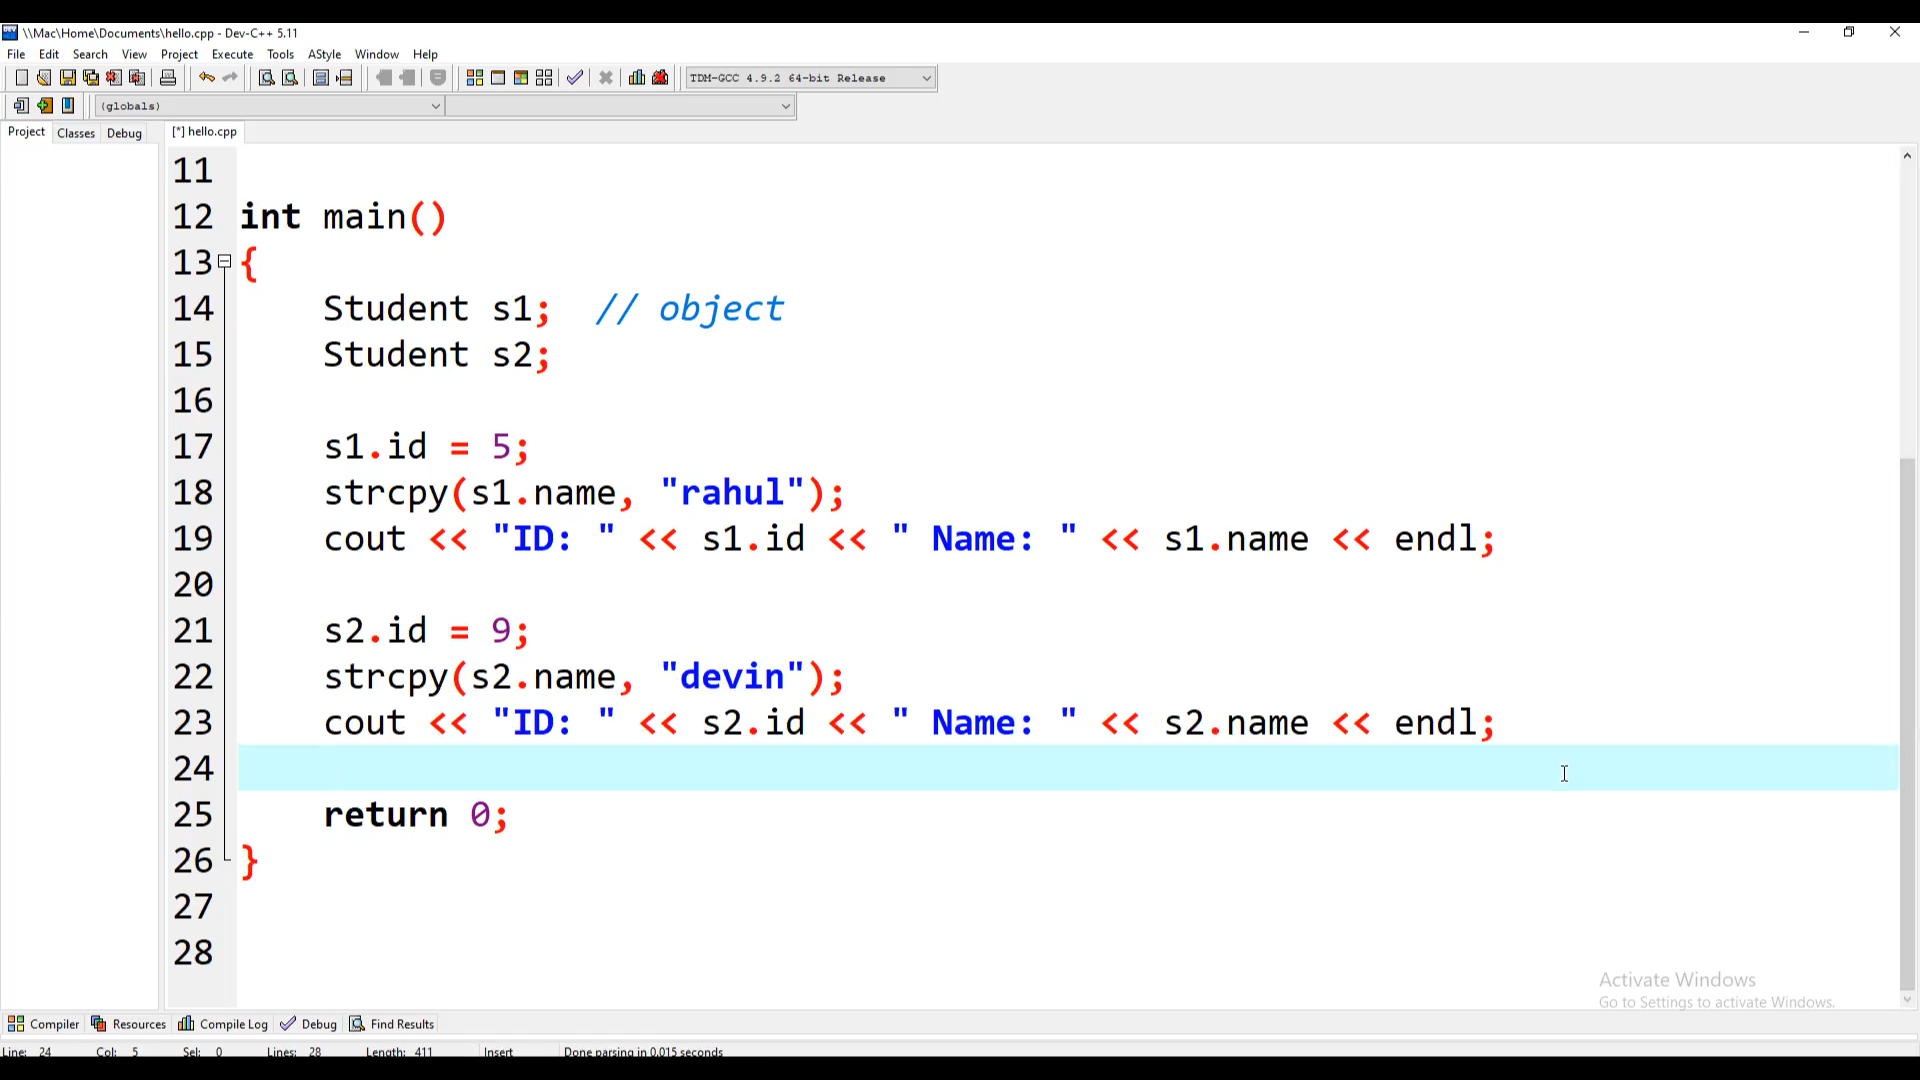 \\Mac\Home\Documents\hello.cpp - Dev-C++ 5.11
File Edit Search View Project Execute Tools AStyle Window Help
TDM-GCC 4.9.2 64-bit Release
(globals)
Project Classes Debug [*] hello.cpp
11
12 int main()
13 {
14 Student s1; // object
15 Student s2;
16
17 s1.id = 5;
18 strcpy(s1.name, "rahul");
19 cout << "ID: " << s1.id << " Name: " << s1.name << endl;
20
21 s2.id = 9;
22 strcpy(s2.name, "devin");
23 cout << "ID: " << s2.id << " Name: " << s2.name << endl;
24
25 return 0;
26 }
27
28
Activate Windows
Go to Settings to activate Windows.
Compiler Resources Compile Log Debug Find Results
Line: 24 Col: 5 Sel: 0 Lines: 28 Length: 411 Insert Done parsing in 0.015 seconds